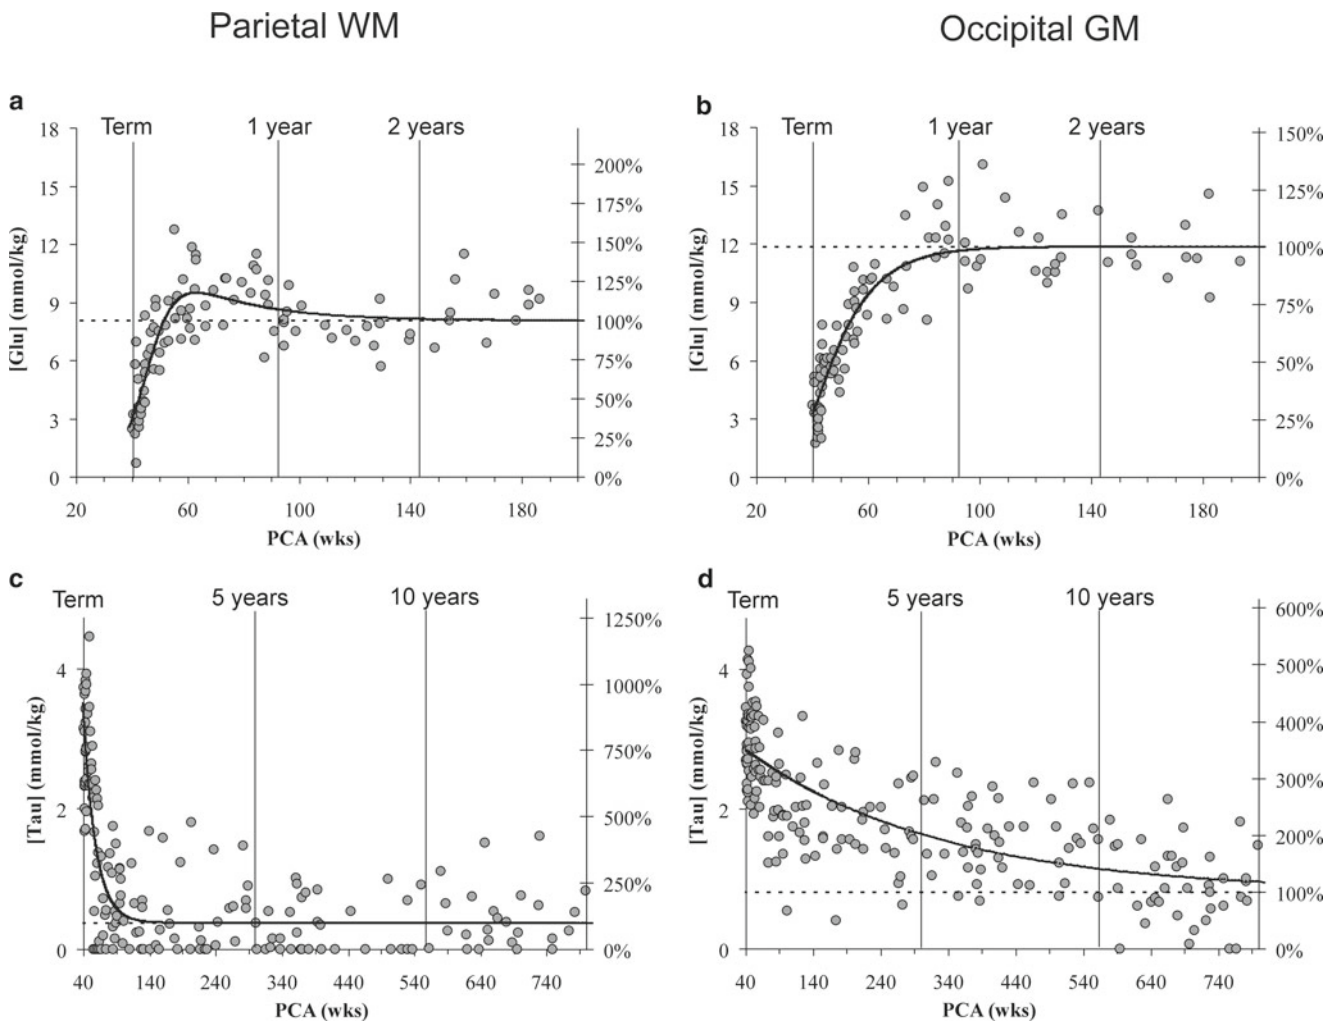 Parietal WM
Occipital GM
a
Term
1 year
2 years
[Glu] (mmol/kg)
18
15
12
9
6
3
0
200%
175%
150%
125%
100%
75%
50%
25%
0%
20
60
100
140
180
PCA (wks)
b
Term
1 year
2 years
[Glu] (mmol/kg)
18
15
12
9
6
3
0
150%
125%
100%
75%
50%
25%
0%
20
60
100
140
180
PCA (wks)
c
Term
5 years
10 years
[Tau] (mmol/kg)
4
2
0
1250%
1000%
750%
500%
250%
0%
40
140
240
340
440
540
640
740
PCA (wks)
d
Term
5 years
10 years
[Tau] (mmol/kg)
4
2
0
600%
500%
400%
300%
200%
100%
0%
40
140
240
340
440
540
640
740
PCA (wks)